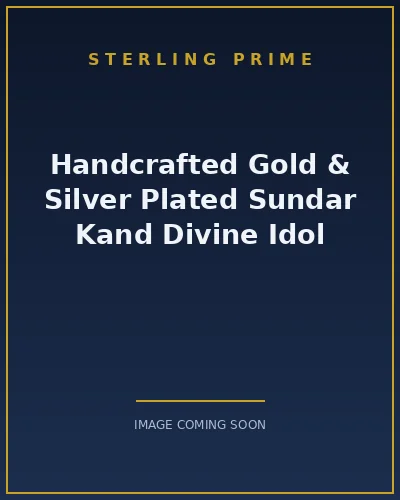 STERLING PRIME
Handcrafted Gold &
Silver Plated Sundar
Kand Divine Idol
IMAGE COMING SOON